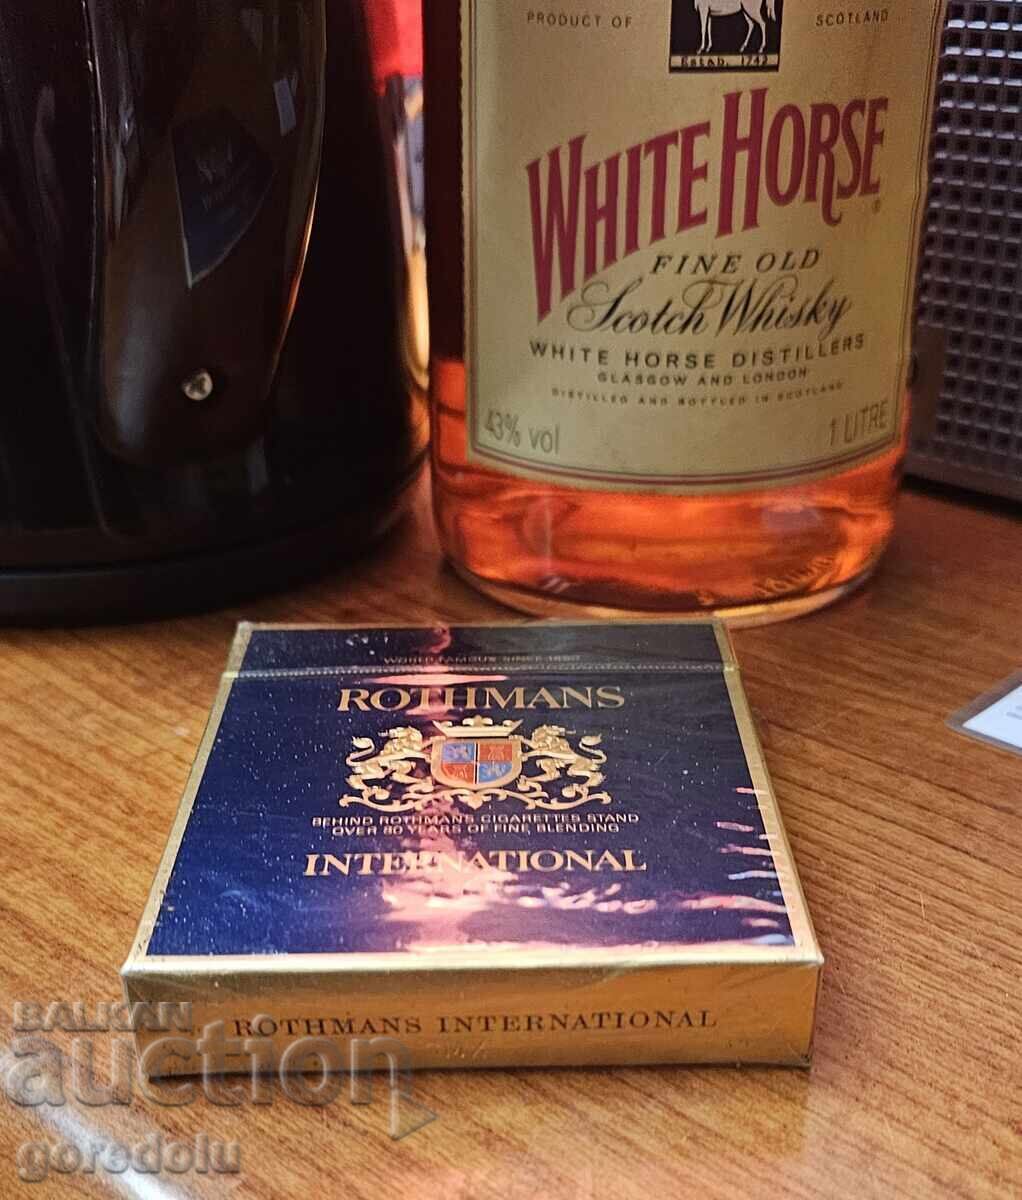 PRODUCT OF
SCOTLAND
Estab. 1742
WHITE HORSE
FINE OLD
Scotch Whisky
WHITE HORSE DISTILLERS
GLASGOW AND LONDON
DISTILLED AND BOTTLED IN SCOTLAND
43% vol
1 LITRE
WORLD FAMOUS SINCE 1890
ROTHMANS
BEHIND ROTHMANS CIGARETTES STAND
OVER 80 YEARS OF FINE BLENDING
INTERNATIONAL
ROTHMANS INTERNATIONAL
BALKAN
auction
goredolu